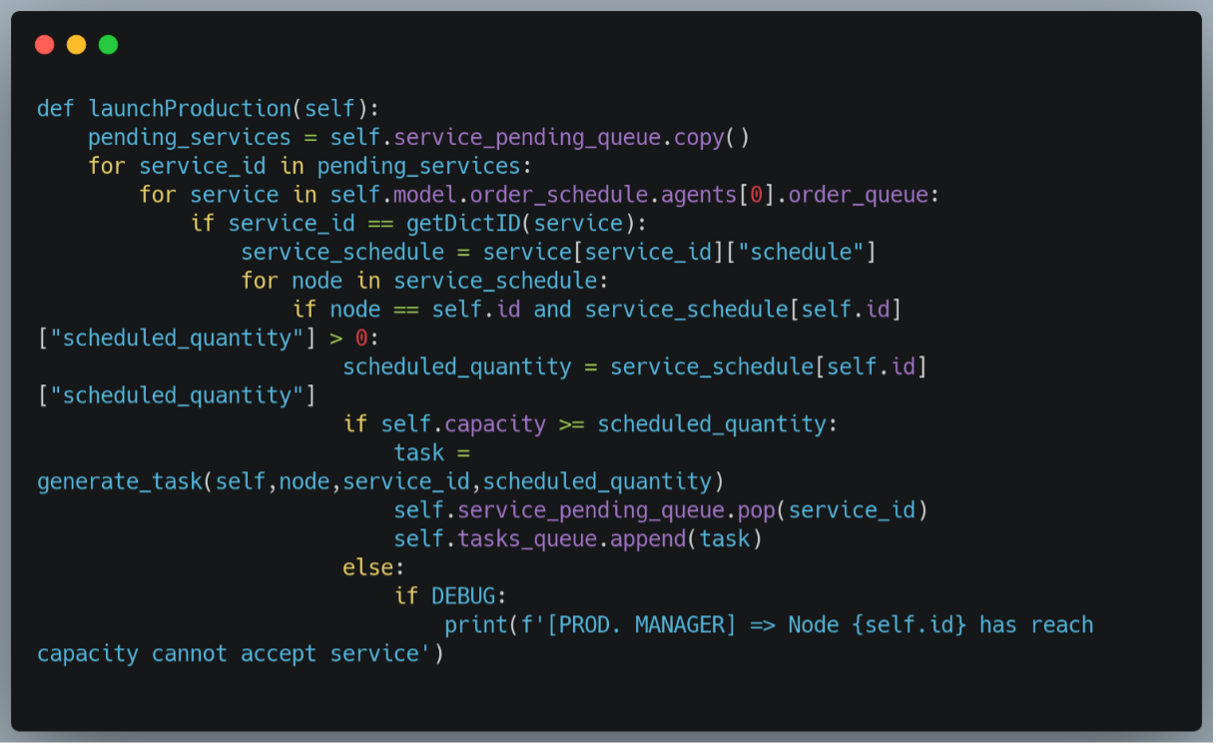 def launchProduction(self):
    pending_services = self.service_pending_queue.copy()
    for service_id in pending_services:
        for service in self.model.order_schedule.agents[0].order_queue:
            if service_id == getDictID(service):
                service_schedule = service[service_id]["schedule"]
                for node in service_schedule:
                    if node == self.id and service_schedule[self.id]
["scheduled_quantity"] > 0:
                        scheduled_quantity = service_schedule[self.id]
["scheduled_quantity"]
                        if self.capacity >= scheduled_quantity:
                            task =
generate_task(self,node,service_id,scheduled_quantity)
                            self.service_pending_queue.pop(service_id)
                            self.tasks_queue.append(task)
                        else:
                            if DEBUG:
                                print(f'[PROD. MANAGER] => Node {self.id} has reach
capacity cannot accept service')